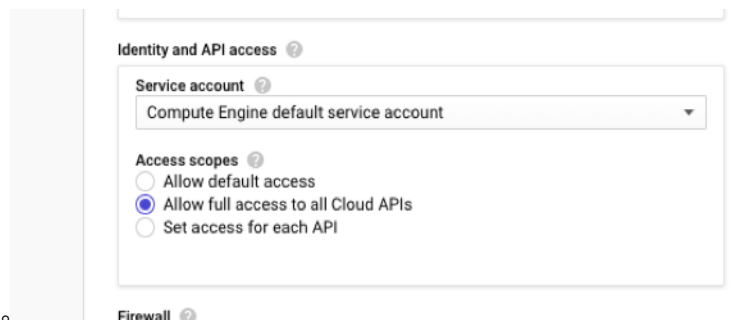 Identity and API access ?
Service account ?
Compute Engine default service account
Access scopes ?
Allow default access
Allow full access to all Cloud APIs
Set access for each API
Firewall ?